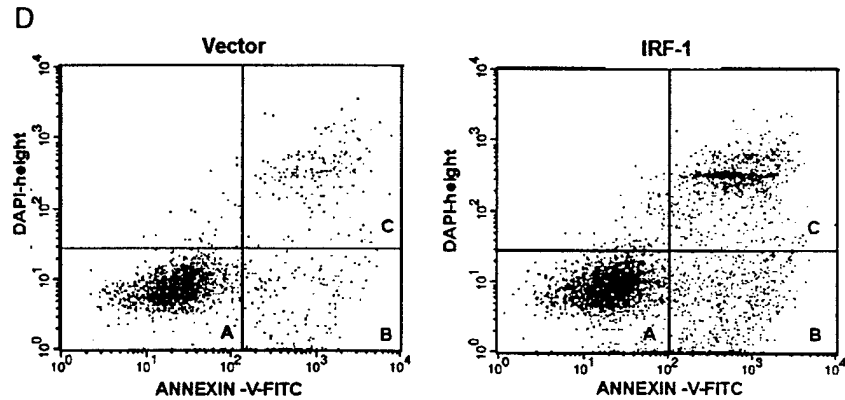 D
Vector
IRF-1
DAPI-height
10^4
10^3
10^2
10^1
10^0
C
A
B
10^0 10^1 10^2 10^3 10^4
ANNEXIN -V-FITC
DAPI-height
10^4
10^3
10^2
10^1
10^0
C
A
B
10^0 10^1 10^2 10^3 10^4
ANNEXIN -V-FITC